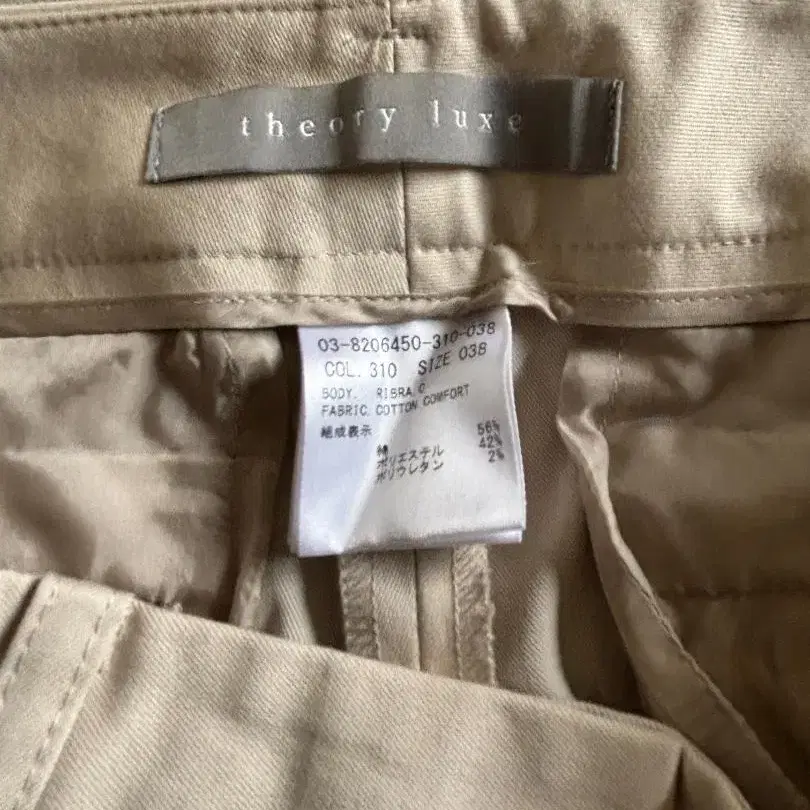 theory luxe
03-8206450-310-038
COL. 310 SIZE 038
BODY. RIBRA.O
FABRIC. COTTON COMFORT
組成表示
綿 56%
ポリエステル 42%
ポリウレタン 2%